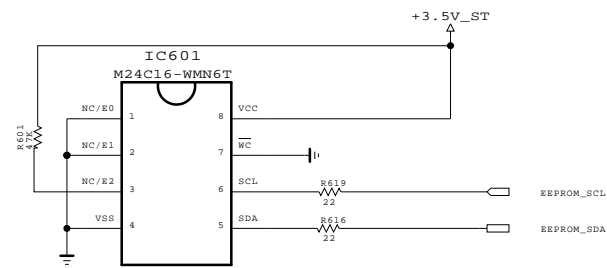 +3.5V_ST
IC601
M24C16-WMN6T
R601
47K
NC/E0 1 8 VCC
NC/E1 2 7 WC
NC/E2 3 6 SCL
R619
22
EEPROM_SCL
VSS 4 5 SDA
R616
22
EEPROM_SDA